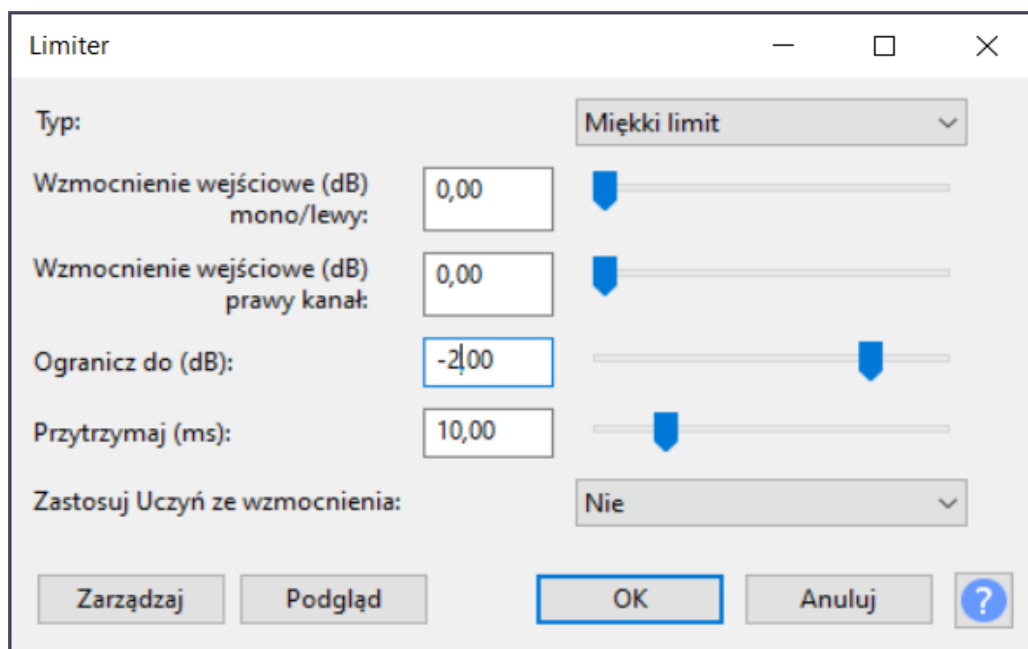 Limiter
Typ:
Miękki limit
Wzmocnienie wejściowe (dB)
mono/lewy:
0,00
Wzmocnienie wejściowe (dB)
prawy kanał:
0,00
Ogranicz do (dB):
-2,00
Przytrzymaj (ms):
10,00
Zastosuj Uczyń ze wzmocnienia:
Nie
Zarządzaj
Podgląd
OK
Anuluj
?